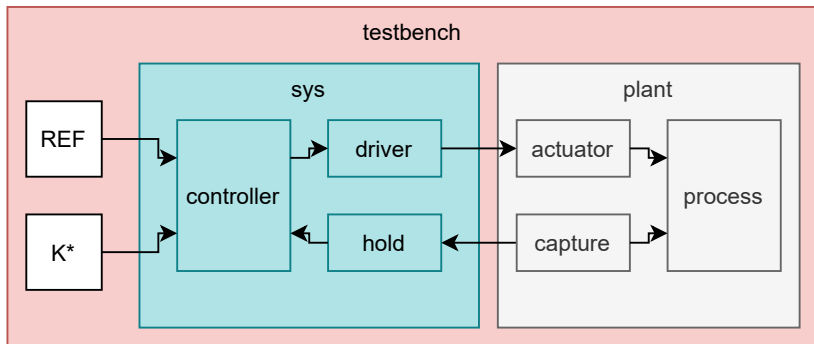 testbench
sys
plant
REF
K*
controller
driver
hold
actuator
capture
process